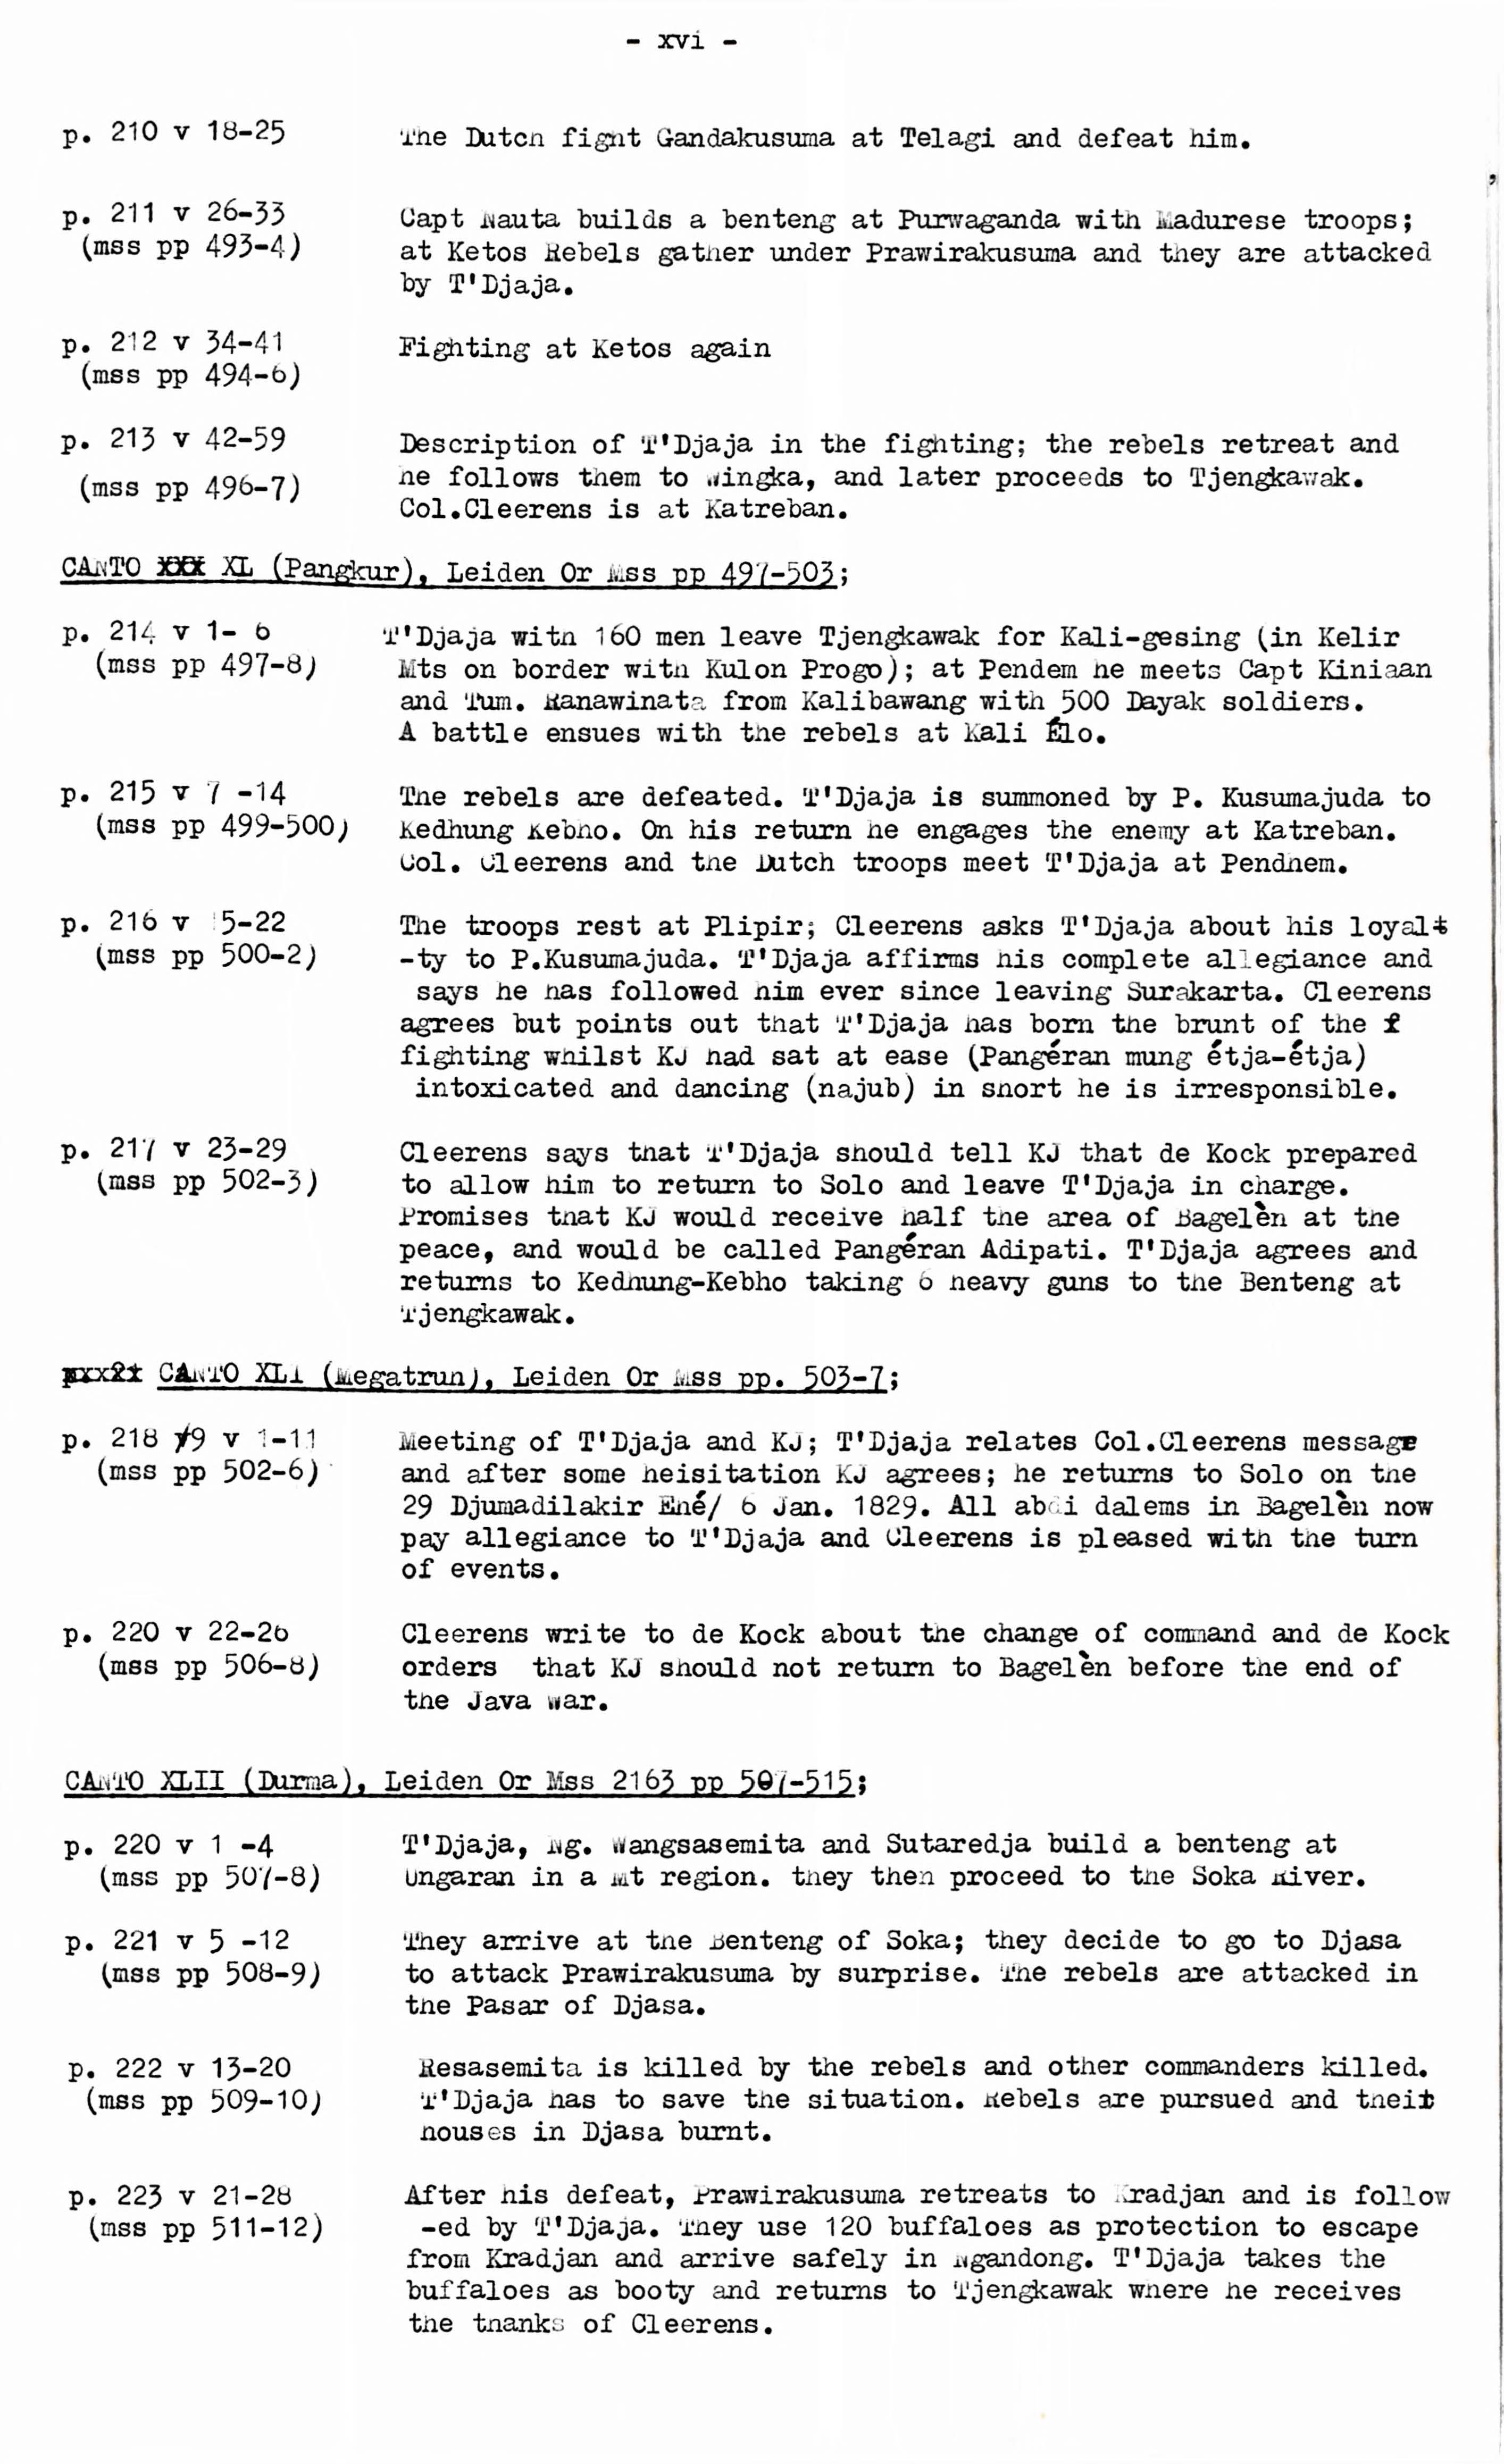 - xvi -
p. 210 v 18-25 The Dutch fight Gandakusuma at Telagi and defeat him.
p. 211 v 26-33 Capt Nauta builds a benteng at Purwaganda with Madurese troops;
(mss pp 493-4) at Ketos Rebels gather under Prawirakusuma and they are attacked
by T'Djaja.
p. 212 v 34-41 Fighting at Ketos again
(mss pp 494-6)
p. 213 v 42-59 Description of T'Djaja in the fighting; the rebels retreat and
(mss pp 496-7) he follows them to Wingka, and later proceeds to Tjengkawak.
Col.Cleerens is at Katreban.
CANTO XXX XL (Pangkur), Leiden Or Mss pp 497-503;
p. 214 v 1- 6 T'Djaja with 160 men leave Tjengkawak for Kali-gesing (in Kelir
(mss pp 497-8) Mts on border with Kulon Progo); at Pendem he meets Capt Kiniaan
and Tum. Ranawinata from Kalibawang with 500 Dayak soldiers.
A battle ensues with the rebels at Kali Élo.
p. 215 v 7 -14 The rebels are defeated. T'Djaja is summoned by P. Kusumajuda to
(mss pp 499-500) Kedhung Kebho. On his return he engages the enemy at Katreban.
Col. Cleerens and the Dutch troops meet T'Djaja at Pendhem.
p. 216 v 15-22 The troops rest at Plipir; Cleerens asks T'Djaja about his loyalt
(mss pp 500-2) -ty to P.Kusumajuda. T'Djaja affirms his complete allegiance and
says he has followed him ever since leaving Surakarta. Cleerens
agrees but points out that T'Djaja has born the brunt of the f
fighting whilst KJ had sat at ease (Pangéran mung étja-étja)
intoxicated and dancing (najub) in short he is irresponsible.
p. 217 v 23-29 Cleerens says that T'Djaja should tell KJ that de Kock prepared
(mss pp 502-3) to allow him to return to Solo and leave T'Djaja in charge.
Promises that KJ would receive half the area of Bagelèn at the
peace, and would be called Pangéran Adipati. T'Djaja agrees and
returns to Kedhung-Kebho taking 6 heavy guns to the Benteng at
Tjengkawak.
CANTO XLI (Megatrun), Leiden Or Mss pp. 503-7;
p. 218 /9 v 1-11 Meeting of T'Djaja and KJ; T'Djaja relates Col.Cleerens message
(mss pp 502-6) and after some heisitation KJ agrees; he returns to Solo on the
29 Djumadilakir Ehé/ 6 Jan. 1829. All abdi dalems in Bagelèn now
pay allegiance to T'Djaja and Cleerens is pleased with the turn
of events.
p. 220 v 22-26 Cleerens write to de Kock about the change of command and de Kock
(mss pp 506-8) orders that KJ should not return to Bagelèn before the end of
the Java War.
CANTO XLII (Durma), Leiden Or Mss 2163 pp 507-515;
p. 220 v 1 -4 T'Djaja, Ng. Wangsasemita and Sutaredja build a benteng at
(mss pp 507-8) Ungaran in a Mt region. they then proceed to the Soka River.
p. 221 v 5 -12 They arrive at the Benteng of Soka; they decide to go to Djasa
(mss pp 508-9) to attack Prawirakusuma by surprise. The rebels are attacked in
the Pasar of Djasa.
p. 222 v 13-20 Resasemita is killed by the rebels and other commanders killed.
(mss pp 509-10) T'Djaja has to save the situation. Rebels are pursued and their
houses in Djasa burnt.
p. 223 v 21-28 After his defeat, Prawirakusuma retreats to Kradjan and is follow
(mss pp 511-12) -ed by T'Djaja. They use 120 buffaloes as protection to escape
from Kradjan and arrive safely in Ngandong. T'Djaja takes the
buffaloes as booty and returns to Tjengkawak where he receives
the thanks of Cleerens.